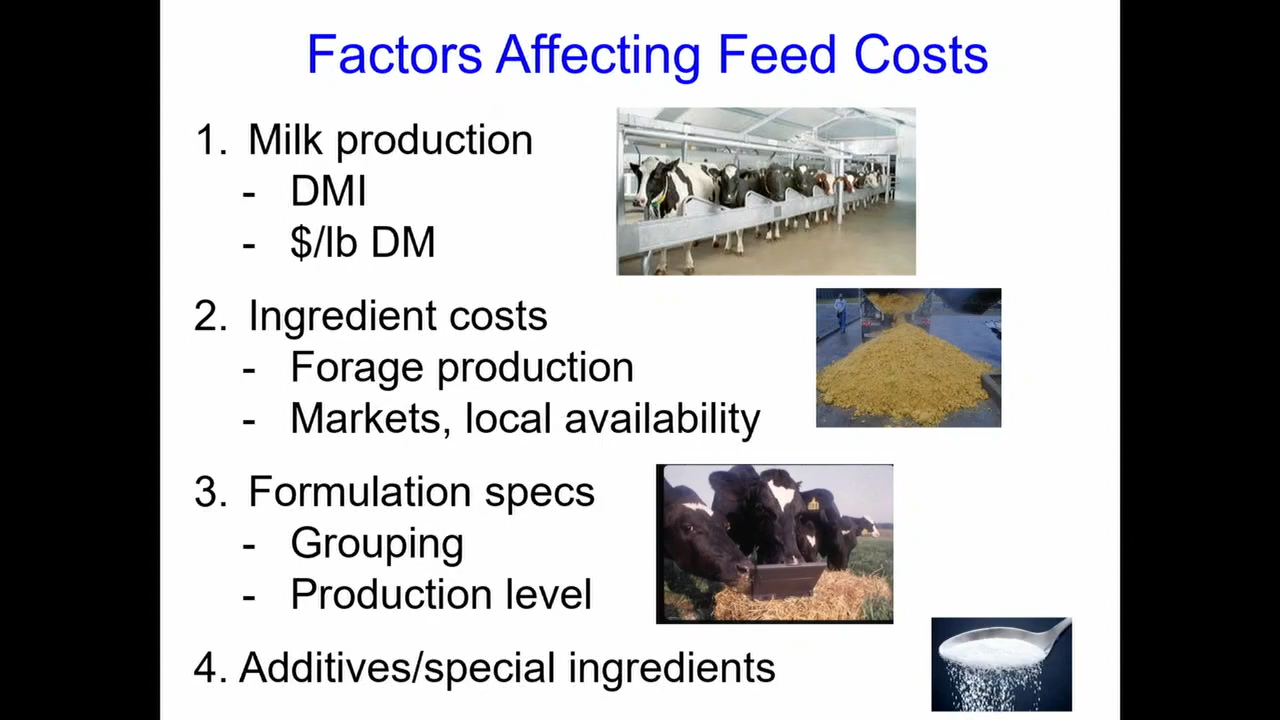 Factors Affecting Feed Costs
1. Milk production
- DMI
- $/lb DM
2. Ingredient costs
- Forage production
- Markets, local availability
3. Formulation specs
- Grouping
- Production level
4. Additives/special ingredients